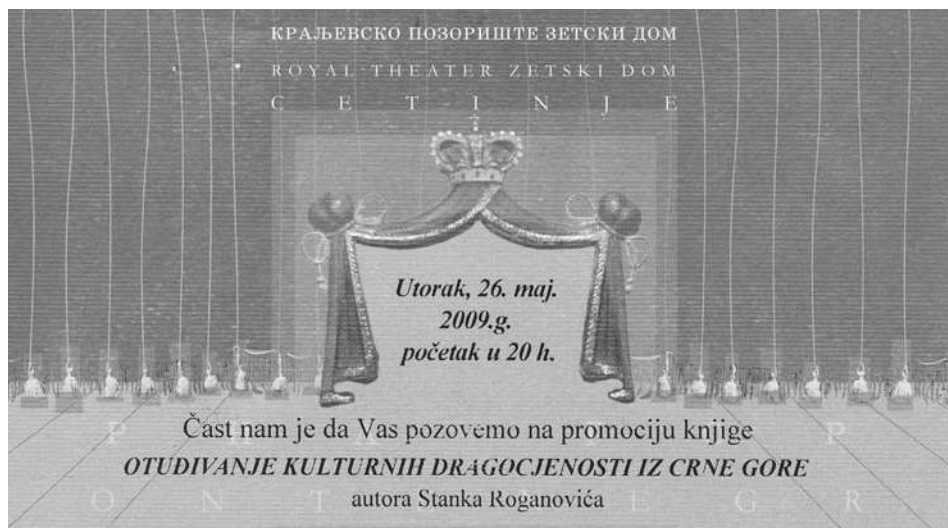 КРАЉЕВСКО ПОЗОРИШТЕ ЗЕТСКИ ДОМ
ROYAL THEATER ZETSKI DOM
CETINJE
Utorak, 26. maj.
2009.g.
početak u 20 h.
Čast nam je da Vas pozovemo na promociju knjige
OTUĐIVANJE KULTURNIH DRAGOCJENOSTI IZ CRNE GORE
autora Stanka Roganovića